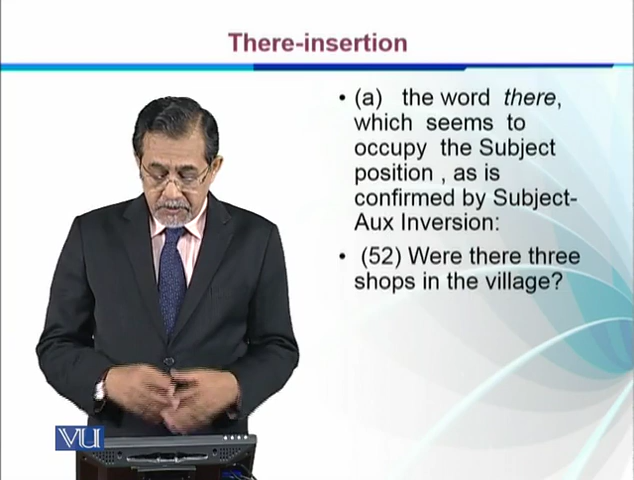 There-insertion
• (a) the word there,
which seems to
occupy the Subject
position , as is
confirmed by Subject-
Aux Inversion:
• (52) Were there three
shops in the village?
VU